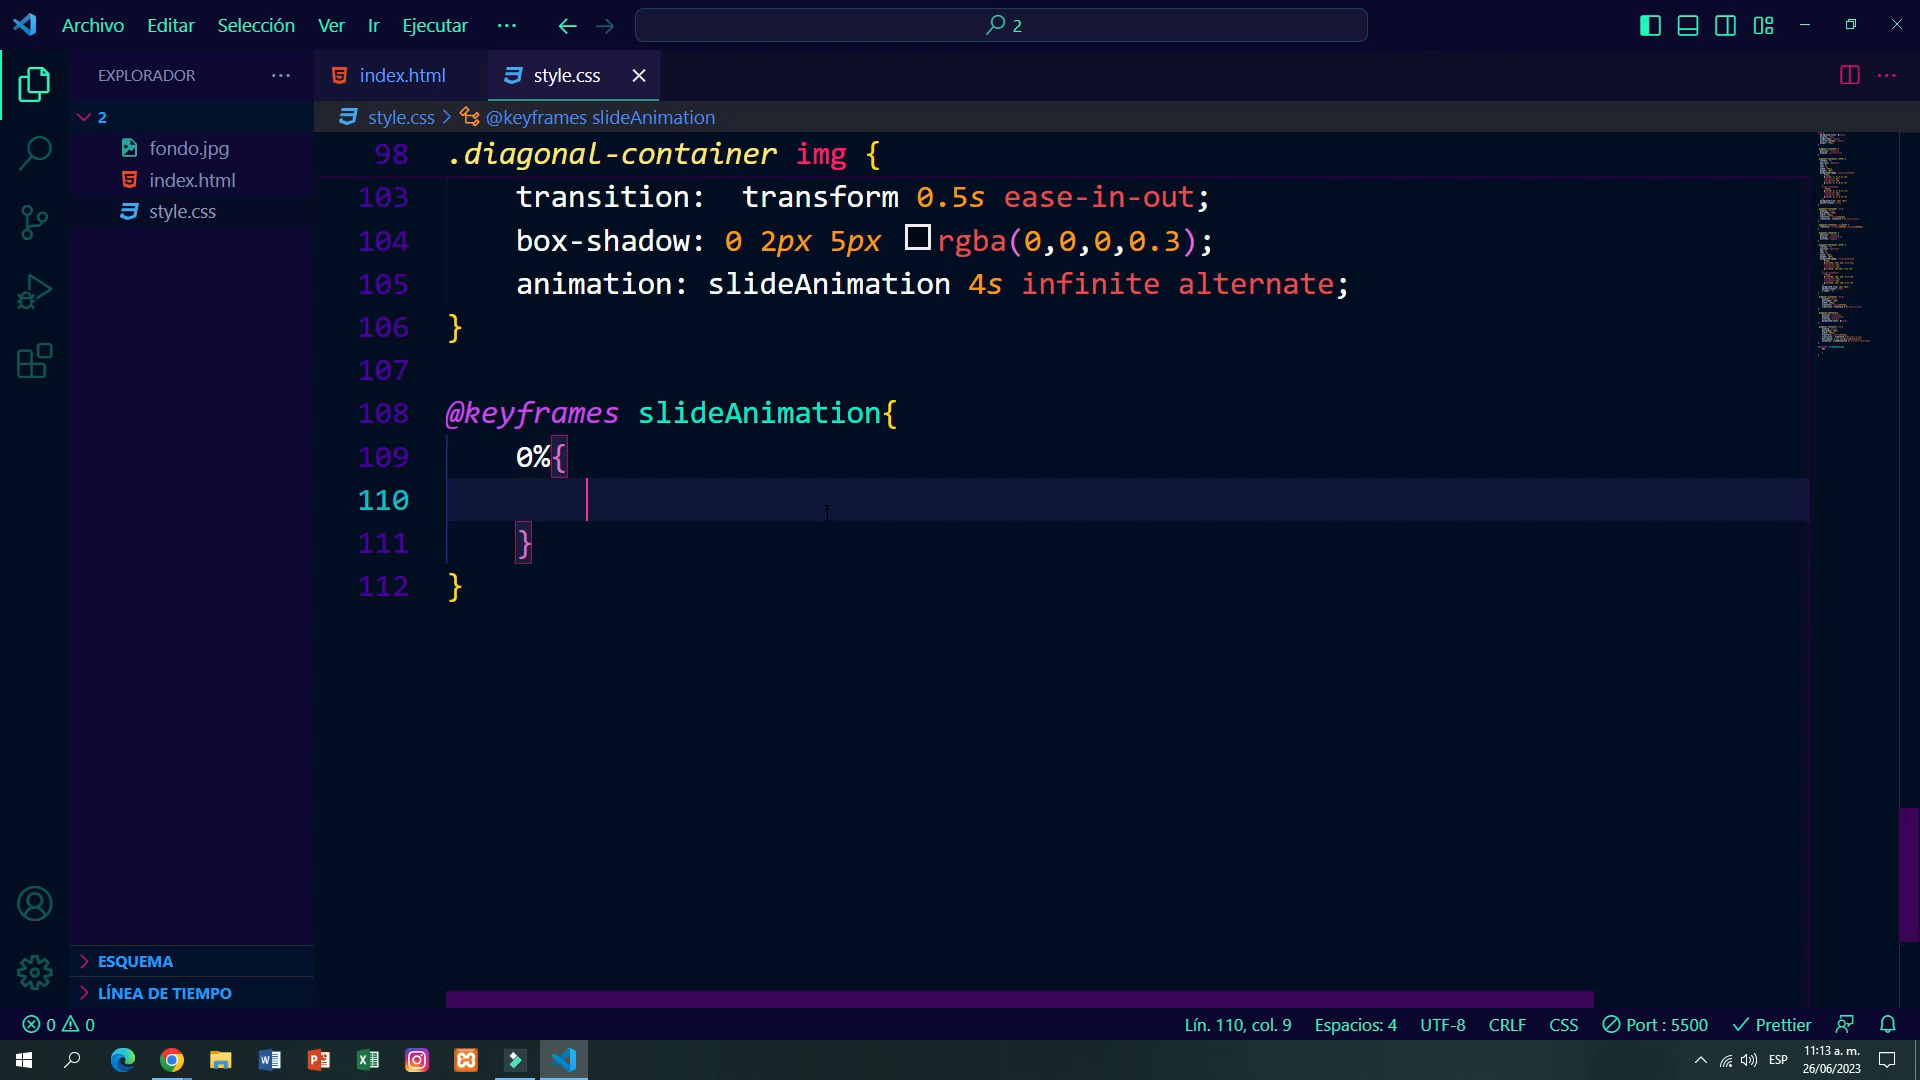 Archivo Editar Selección Ver Ir Ejecutar ··· 2
EXPLORADOR ···
2
fondo.jpg
index.html
style.css
ESQUEMA
LÍNEA DE TIEMPO
index.html style.css
style.css > @keyframes slideAnimation
98 .diagonal-container img {
103 transition:  transform 0.5s ease-in-out;
104 box-shadow: 0 2px 5px rgba(0,0,0,0.3);
105 animation: slideAnimation 4s infinite alternate;
106 }
107
108 @keyframes slideAnimation{
109 0%{
110
111 }
112 }
0 0 Lín. 110, col. 9 Espacios: 4 UTF-8 CRLF CSS Port : 5500 Prettier
ESP
11:13 a. m.
26/06/2023